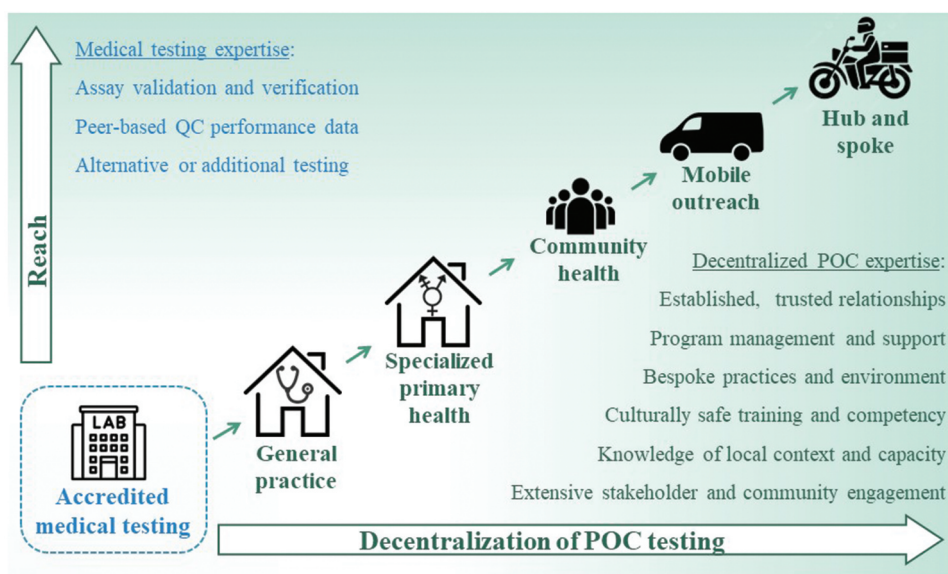 Medical testing expertise:
Assay validation and verification
Peer-based QC performance data
Alternative or additional testing
Reach
Hub and
spoke
Mobile
outreach
Community
health
Specialized
primary
health
General
practice
LAB
Accredited
medical testing
Decentralized POC expertise:
Established, trusted relationships
Program management and support
Bespoke practices and environment
Culturally safe training and competency
Knowledge of local context and capacity
Extensive stakeholder and community engagement
Decentralization of POC testing